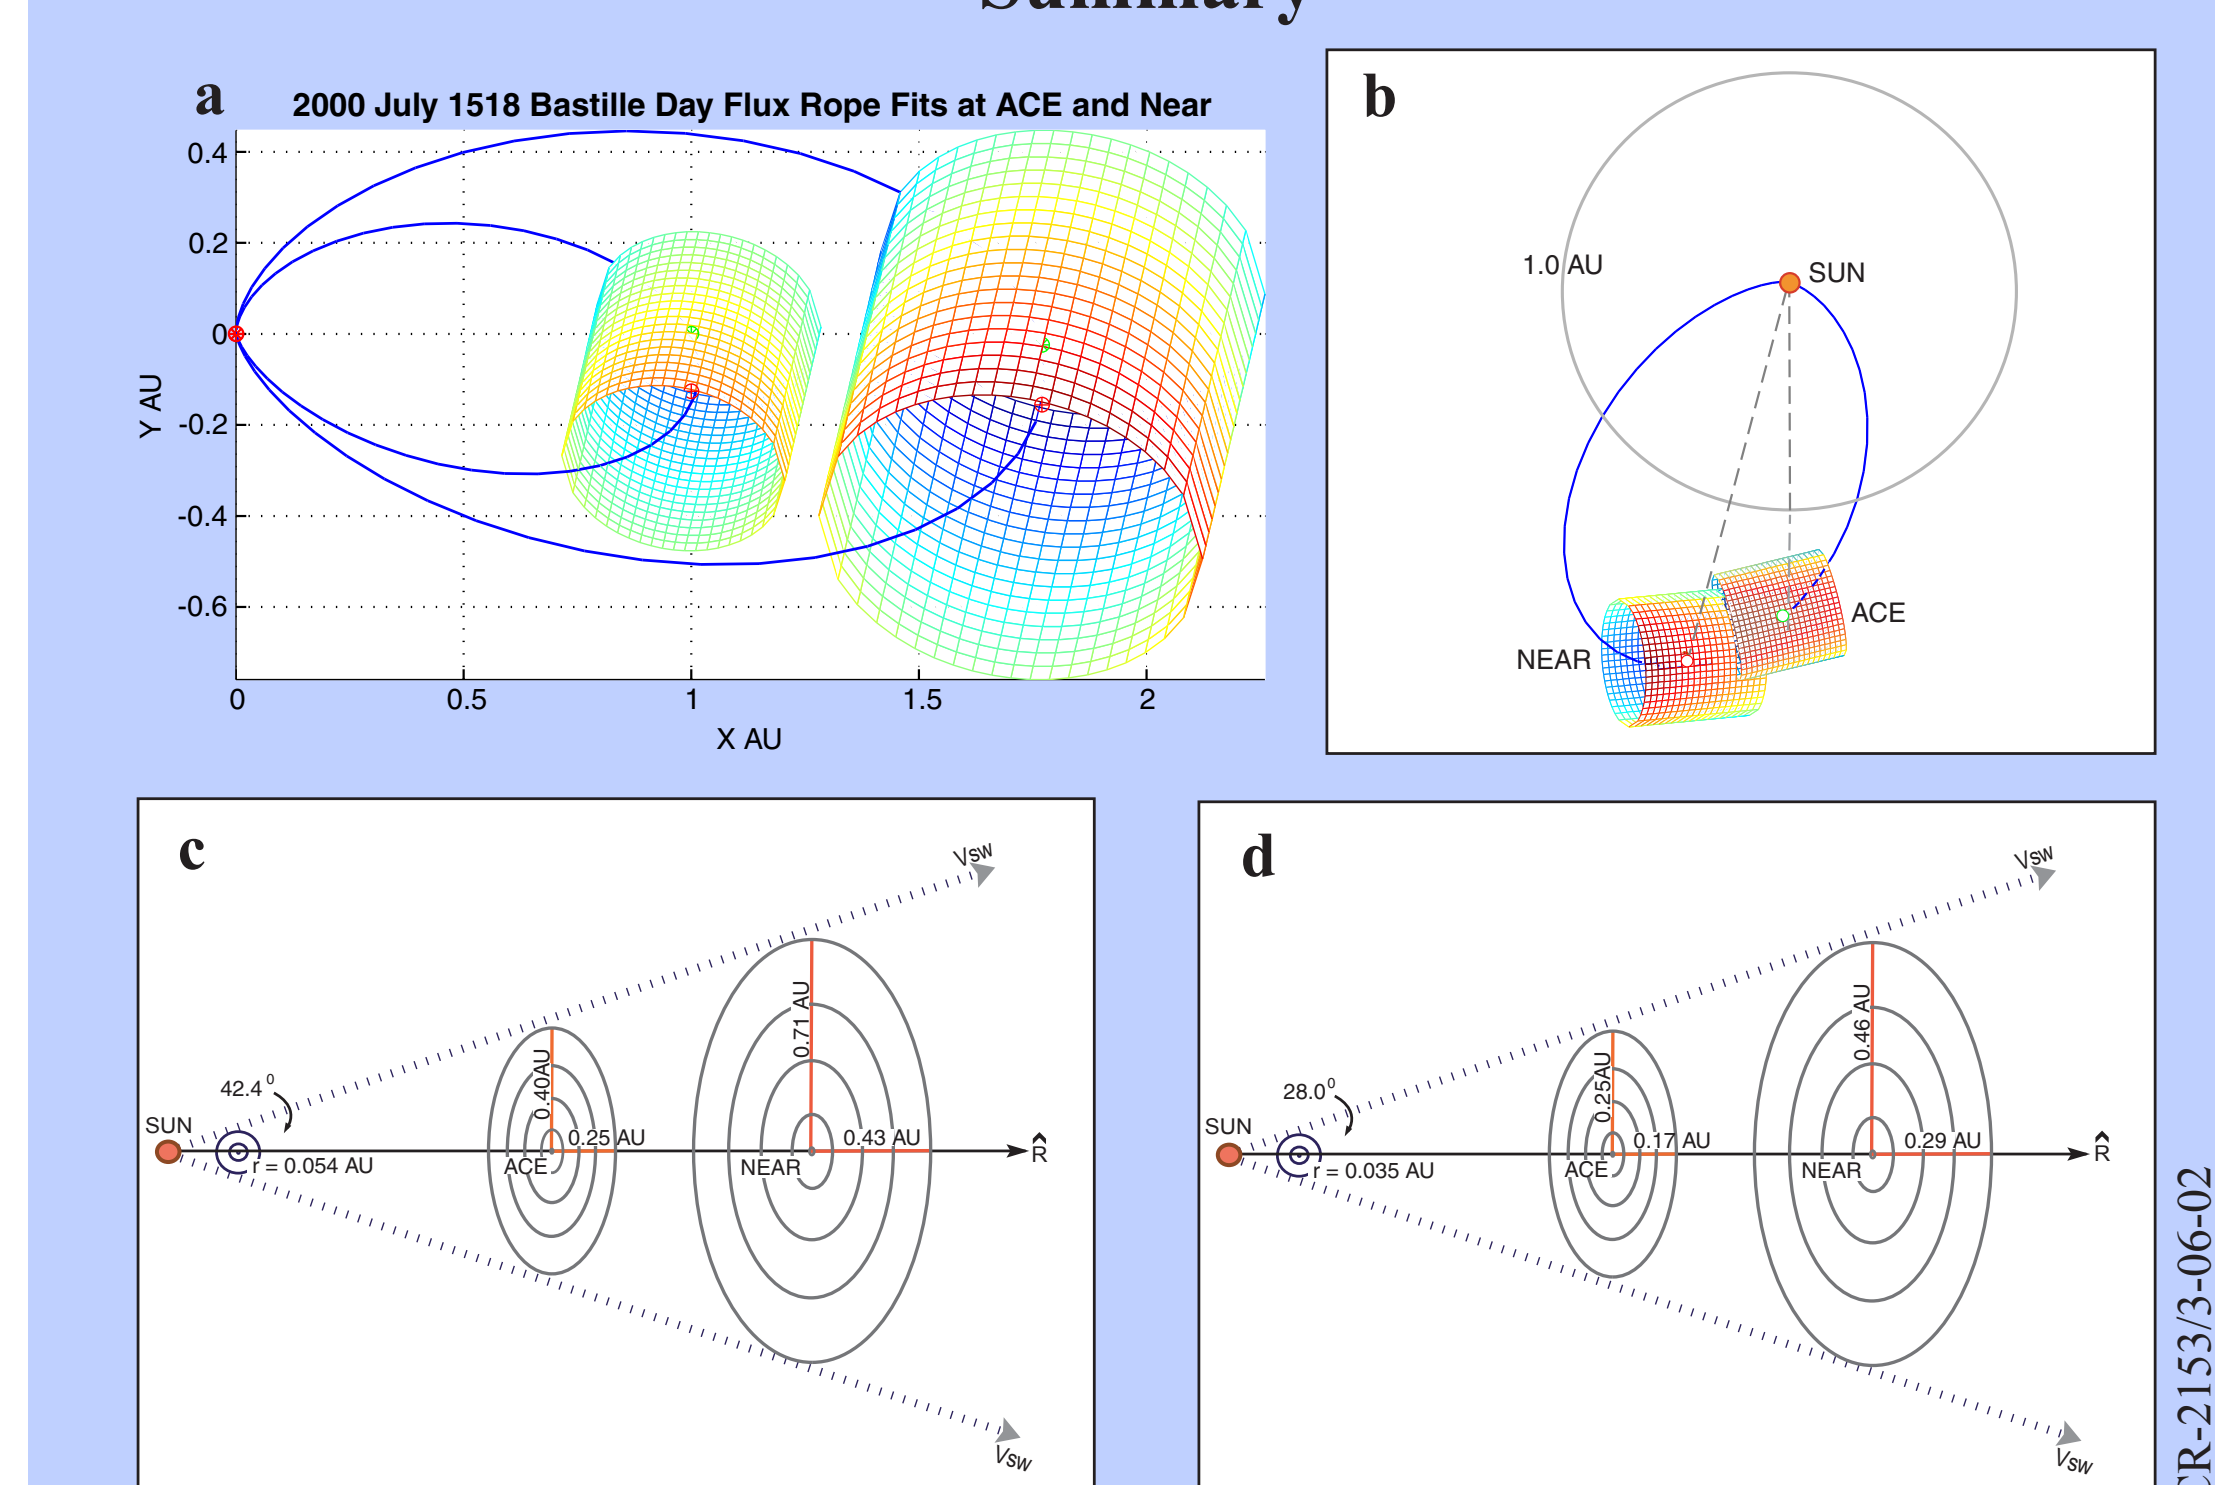 Summary
a
2000 July 1518 Bastille Day Flux Rope Fits at ACE and Near
0.4
0.2
0
-0.2
-0.4
-0.6
Y AU
0 0.5 1 1.5 2
X AU
b
1.0 AU
SUN
ACE
NEAR
c
Vsw
42.4⁰
SUN
r = 0.054 AU
0.40AU
0.25 AU
ACE
0.71 AU
0.43 AU
NEAR
R̂
Vsw
d
Vsw
28.0⁰
SUN
r = 0.035 AU
0.25AU
0.17 AU
ACE
0.46 AU
0.29 AU
NEAR
R̂
Vsw
CR-2153/3-06-02